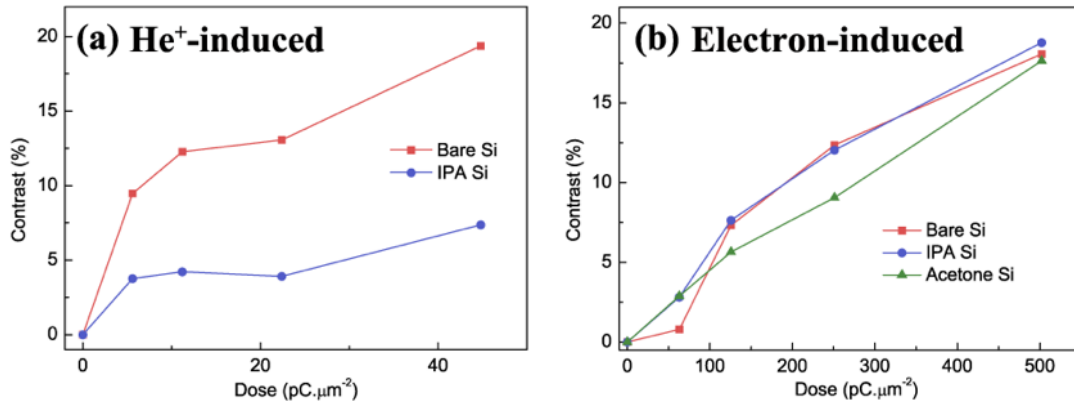 (a) He⁺-induced
20
15
10
5
0
Contrast (%)
Bare Si
IPA Si
0
20
40
Dose (pC.μm⁻²)
(b) Electron-induced
20
15
10
5
0
Contrast (%)
Bare Si
IPA Si
Acetone Si
0
100
200
300
400
500
Dose (pC.μm⁻²)